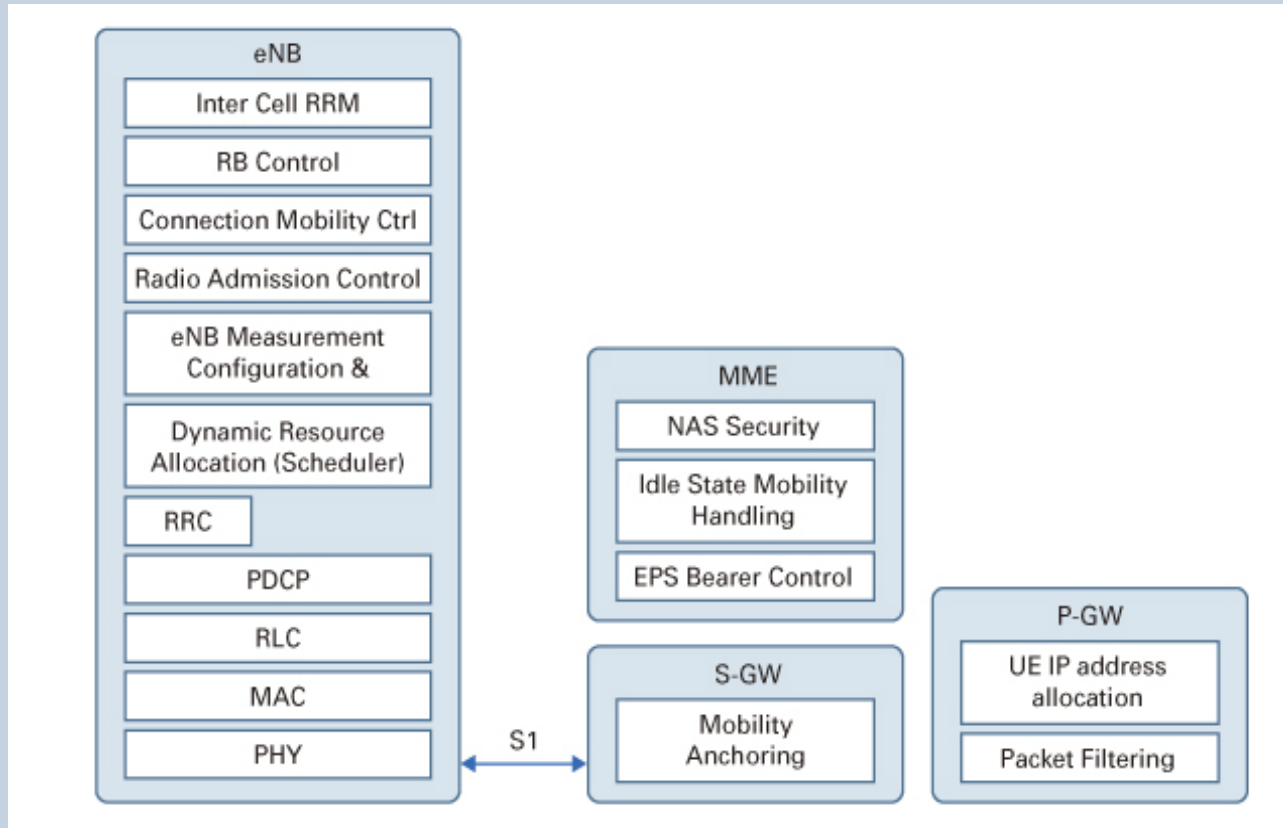 eNB
Inter Cell RRM
RB Control
Connection Mobility Ctrl
Radio Admission Control
eNB Measurement
Configuration &
Dynamic Resource
Allocation (Scheduler)
RRC
PDCP
RLC
MAC
PHY
S1
MME
NAS Security
Idle State Mobility
Handling
EPS Bearer Control
S-GW
Mobility
Anchoring
P-GW
UE IP address
allocation
Packet Filtering